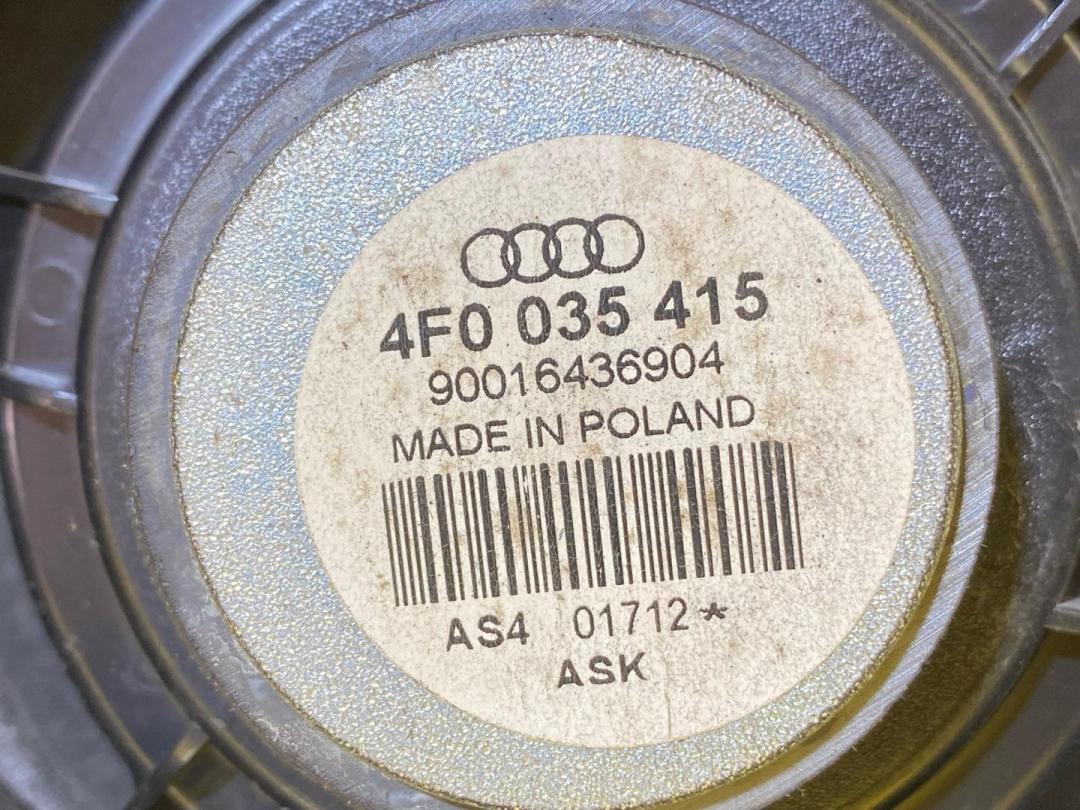 4F0 035 415
90016436904
MADE IN POLAND
AS4 01712*
ASK